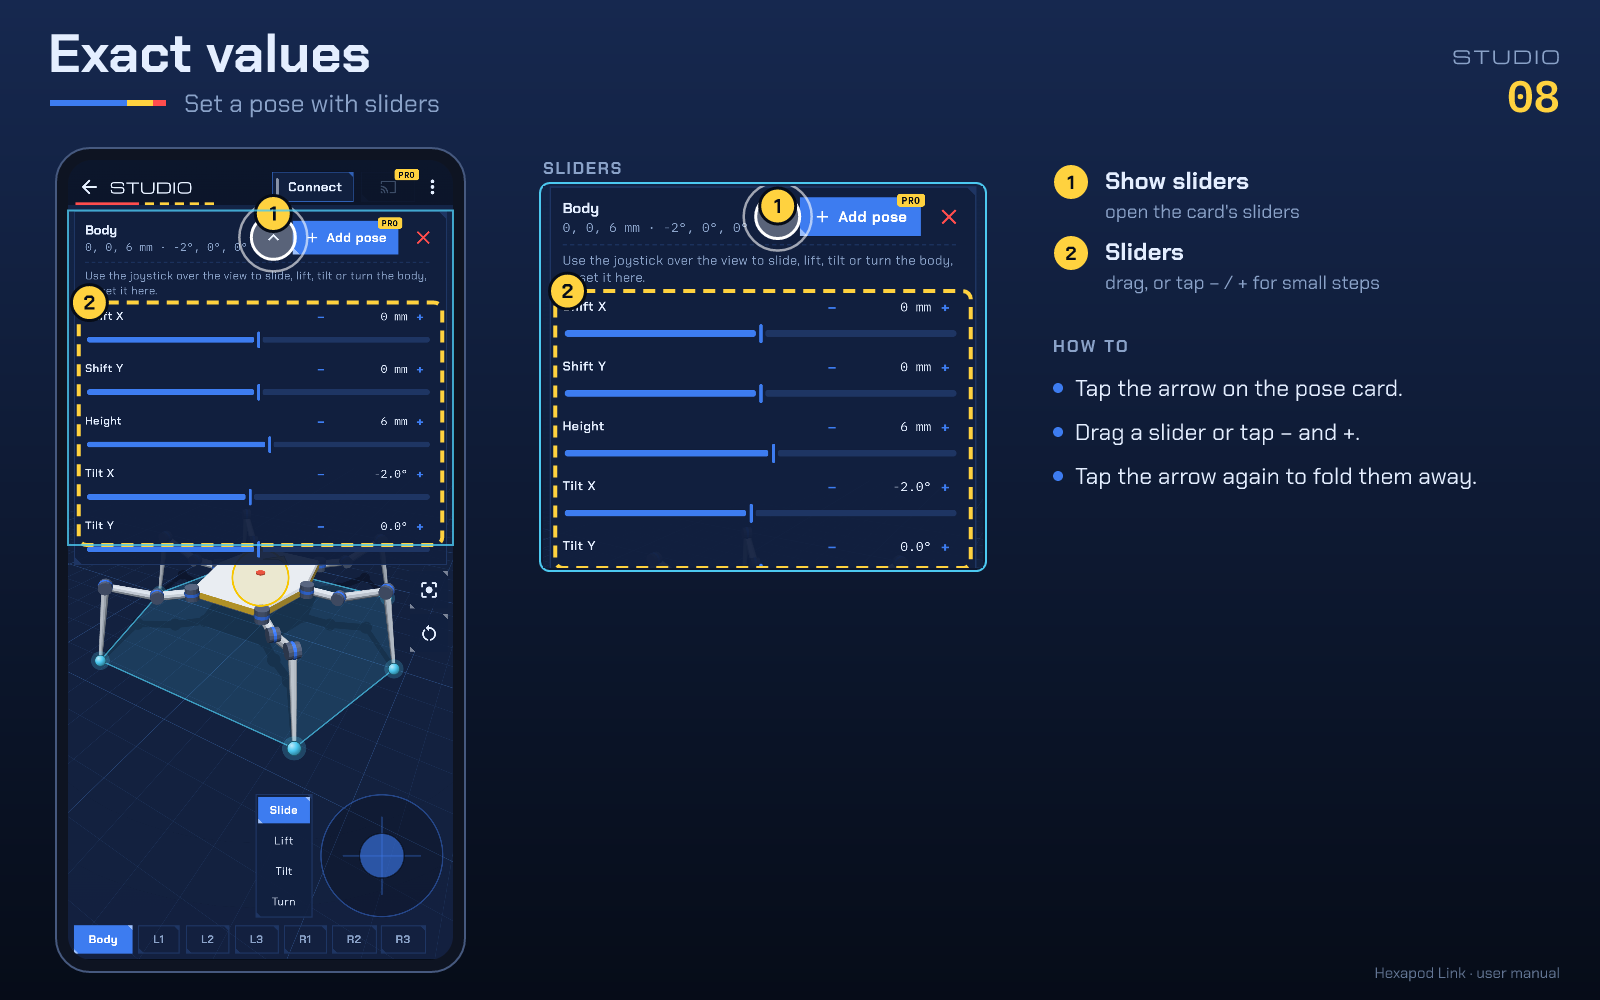 Exact values
Set a pose with sliders
STUDIO
08
STUDIO
Connect
PRO
1
Body
0, 0, 6 mm · -2°, 0°, 0°
PRO
+ Add pose
Use the joystick over the view to slide, lift, tilt or turn the body,
set it here.
2
X
– 0 mm +
Shift Y
– 0 mm +
Height
– 6 mm +
Tilt X
– -2.0° +
Tilt Y
– 0.0° +
Slide
Lift
Tilt
Turn
Body L1 L2 L3 R1 R2 R3
SLIDERS
Body
0, 0, 6 mm · -2°, 0°, 0°
1
PRO
+ Add pose
Use the joystick over the view to slide, lift, tilt or turn the body,
set it here.
2
X
– 0 mm +
Shift Y
– 0 mm +
Height
– 6 mm +
Tilt X
– -2.0° +
Tilt Y
– 0.0° +
1 Show sliders
open the card's sliders
2 Sliders
drag, or tap – / + for small steps
HOW TO
Tap the arrow on the pose card.
Drag a slider or tap – and +.
Tap the arrow again to fold them away.
Hexapod Link · user manual